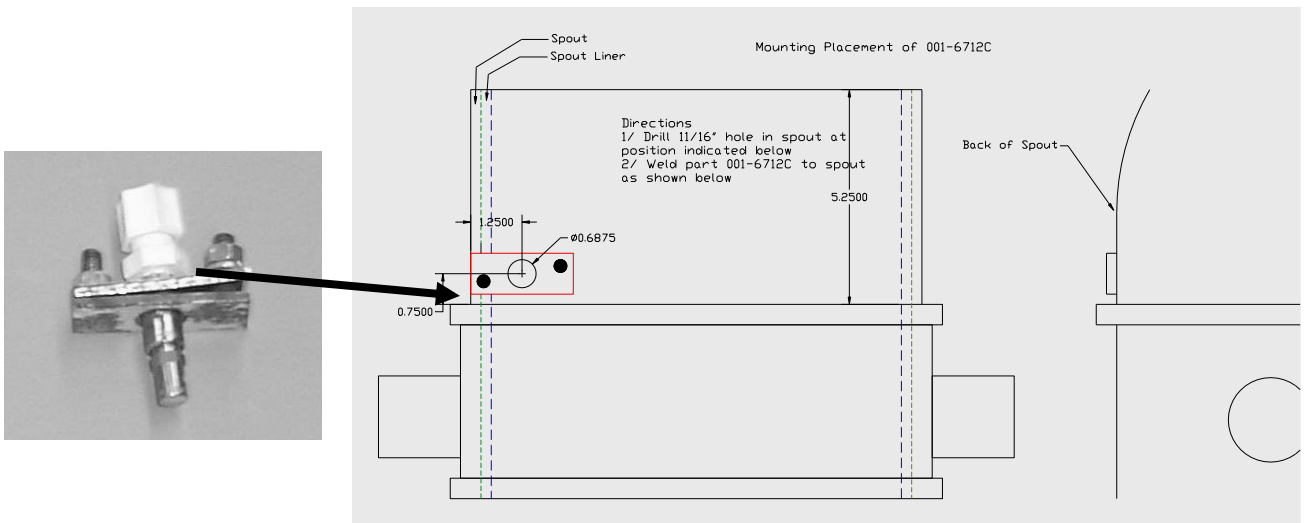 Spout
Spout Liner
Mounting Placement of 001-6712C
Directions
1/ Drill 11/16" hole in spout at
position indicated below
2/ Weld part 001-6712C to spout
as shown below
Back of Spout
5.2500
1.2500
Ø0.6875
0.7500